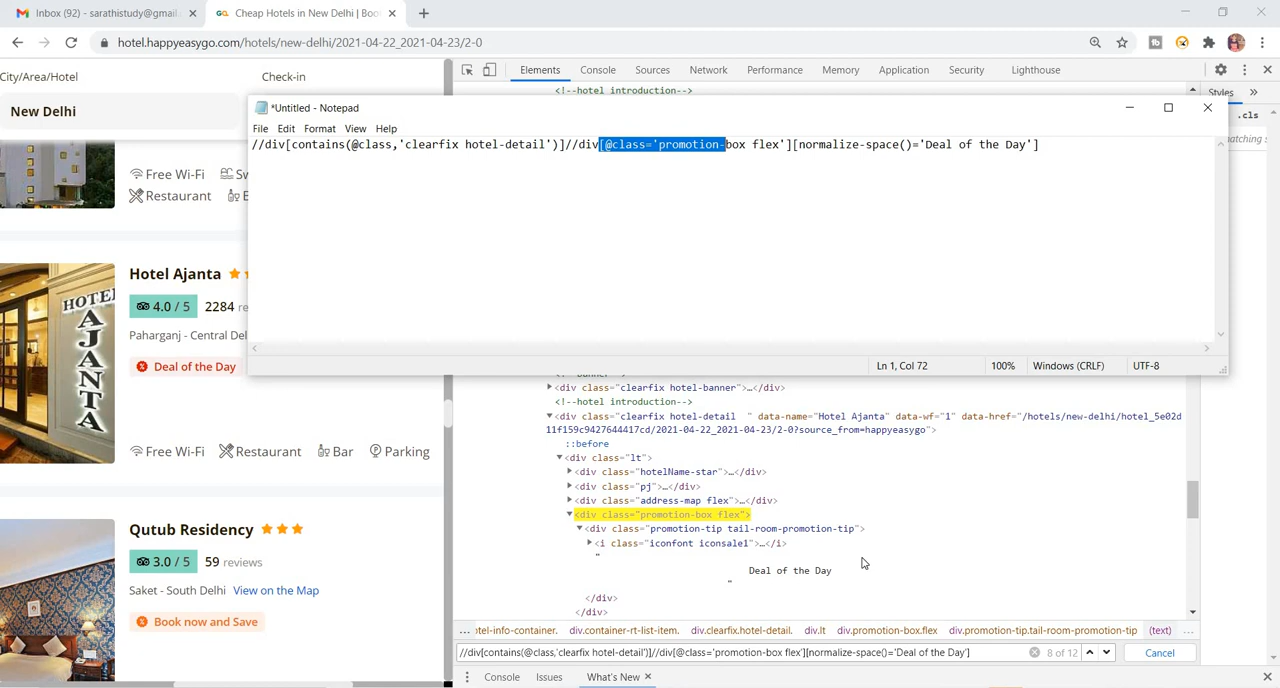 Inbox (92) - sarathistudy@gmail.
Cheap Hotels in New Delhi | Boo
hotel.happyeasygo.com/hotels/new-delhi/2021-04-22_2021-04-23/2-0
City/Area/Hotel
Check-in
New Delhi
Elements
Console
Sources
Network
Performance
Memory
Application
Security
Lighthouse
<!--hotel introduction-->
Styles
.cls
*Untitled - Notepad
File
Edit
Format
View
Help
//div[contains(@class,'clearfix hotel-detail')]//div[@class='promotion-box flex'][normalize-space()='Deal of the Day']
Free Wi-Fi
Sw
Restaurant
Hotel Ajanta
HOTEL
AJANTA
4.0 / 5
2284 re
Paharganj - Central Del
Deal of the Day
Ln 1, Col 72
100%
Windows (CRLF)
UTF-8
Free Wi-Fi
Restaurant
Bar
Parking
<div class="clearfix hotel-banner">…</div>
<!--hotel introduction-->
<div class="clearfix hotel-detail  " data-name="Hotel Ajanta" data-wf="1" data-href="/hotels/new-delhi/hotel_5e02d
11f159c9427644417cd/2021-04-22_2021-04-23/2-0?source_from=happyeasygo">
::before
<div class="lt">
<div class="hotelName-star">…</div>
<div class="pj">…</div>
<div class="address-map flex">…</div>
<div class="promotion-box flex">
<div class="promotion-tip tail-room-promotion-tip">
<i class="iconfont iconsale1">…</i>
"
Deal of the Day
"
</div>
</div>
Qutub Residency
3.0 / 5
59 reviews
Saket - South Delhi
View on the Map
Book now and Save
… otel-info-container.
div.container-rt-list-item.
div.clearfix.hotel-detail.
div.lt
div.promotion-box.flex
div.promotion-tip.tail-room-promotion-tip
(text)
…
//div[contains(@class,'clearfix hotel-detail')]//div[@class='promotion-box flex'][normalize-space()='Deal of the Day']
8 of 12
Cancel
Console
Issues
What's New